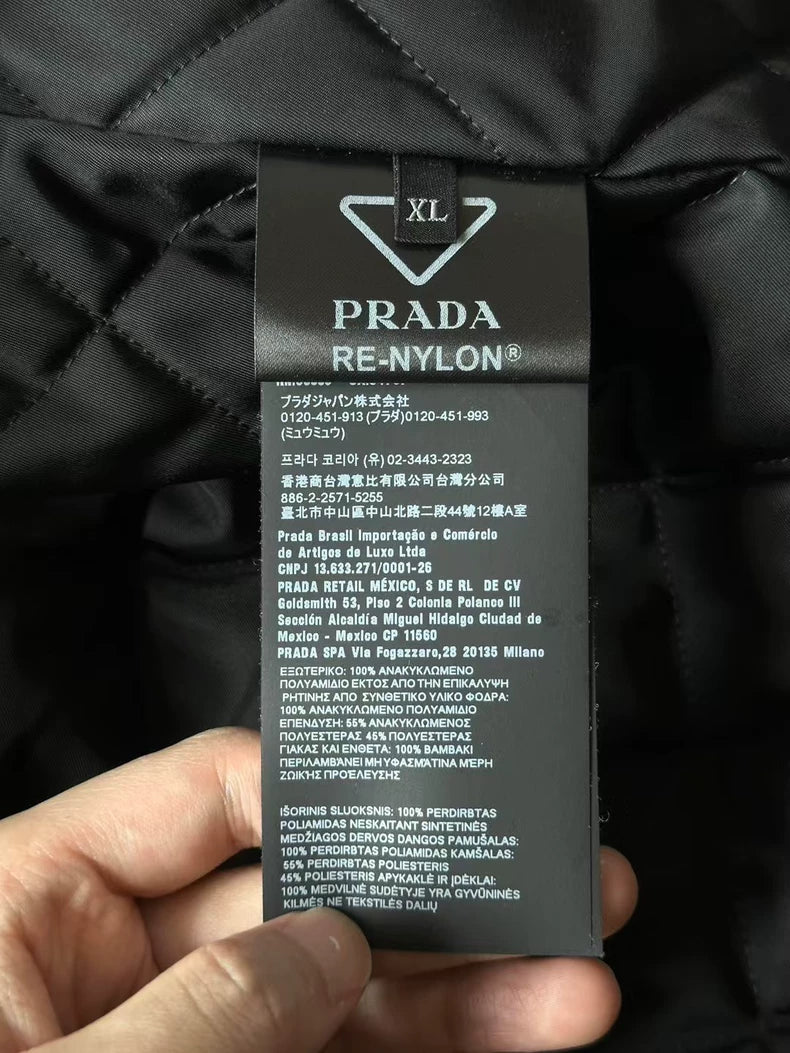 XL
PRADA
RE-NYLON®
プラダジャパン株式会社
0120-451-913 (プラダ)0120-451-993
(ミュウミュウ)
프라다 코리아 (유) 02-3443-2323
香港商台灣意比有限公司台灣分公司
886-2-2571-5255
臺北市中山區中山北路二段44號12樓A室
Prada Brasil Importação e Comércio
de Artigos de Luxo Ltda
CNPJ 13.633.271/0001-26
PRADA RETAIL MÉXICO, S DE RL DE CV
Goldsmith 53, Piso 2 Colonia Polanco III
Sección Alcaldía Miguel Hidalgo Ciudad de
Mexico - Mexico CP 11560
PRADA SPA Via Fogazzaro,28 20135 Milano
ΕΞΩΤΕΡΙΚΟ: 100% ΑΝΑΚΥΚΛΩΜΕΝΟ
ΠΟΛΥΑΜΙΔΙΟ ΕΚΤΟΣ ΑΠΟ ΤΗΝ ΕΠΙΚΑΛΥΨΗ
ΡΗΤΙΝΗΣ ΑΠΟ ΣΥΝΘΕΤΙΚΟ ΥΛΙΚΟ ΦΟΔΡΑ:
100% ΑΝΑΚΥΚΛΩΜΕΝΟ ΠΟΛΥΑΜΙΔΙΟ
ΕΠΕΝΔΥΣΗ: 55% ΑΝΑΚΥΚΛΩΜΕΝΟΣ
ΠΟΛΥΕΣΤΕΡΑΣ 45% ΠΟΛΥΕΣΤΕΡΑΣ
ΓΙΑΚΑΣ ΚΑΙ ΕΝΘΕΤΑ: 100% ΒΑΜΒΑΚΙ
ΠΕΡΙΛΑΜΒΆΝΕΙ ΜΗ ΥΦΑΣΜΆΤΙΝΑ ΜΈΡΗ
ΖΩΙΚΉΣ ΠΡΟΈΛΕΥΣΗΣ
IŠORINIS SLUOKSNIS: 100% PERDIRBTAS
POLIAMIDAS NESKAITANT SINTETINĖS
MEDŽIAGOS DERVOS DANGOS PAMUŠALAS:
100% PERDIRBTAS POLIAMIDAS KAMŠALAS:
55% PERDIRBTAS POLIESTERIS
45% POLIESTERIS APYKAKLĖ IR ĮDĖKLAI:
100% MEDVILNĖ SUDĖTYJE YRA GYVŪNINĖS
KILMĖS NE TEKSTILĖS DALIŲ